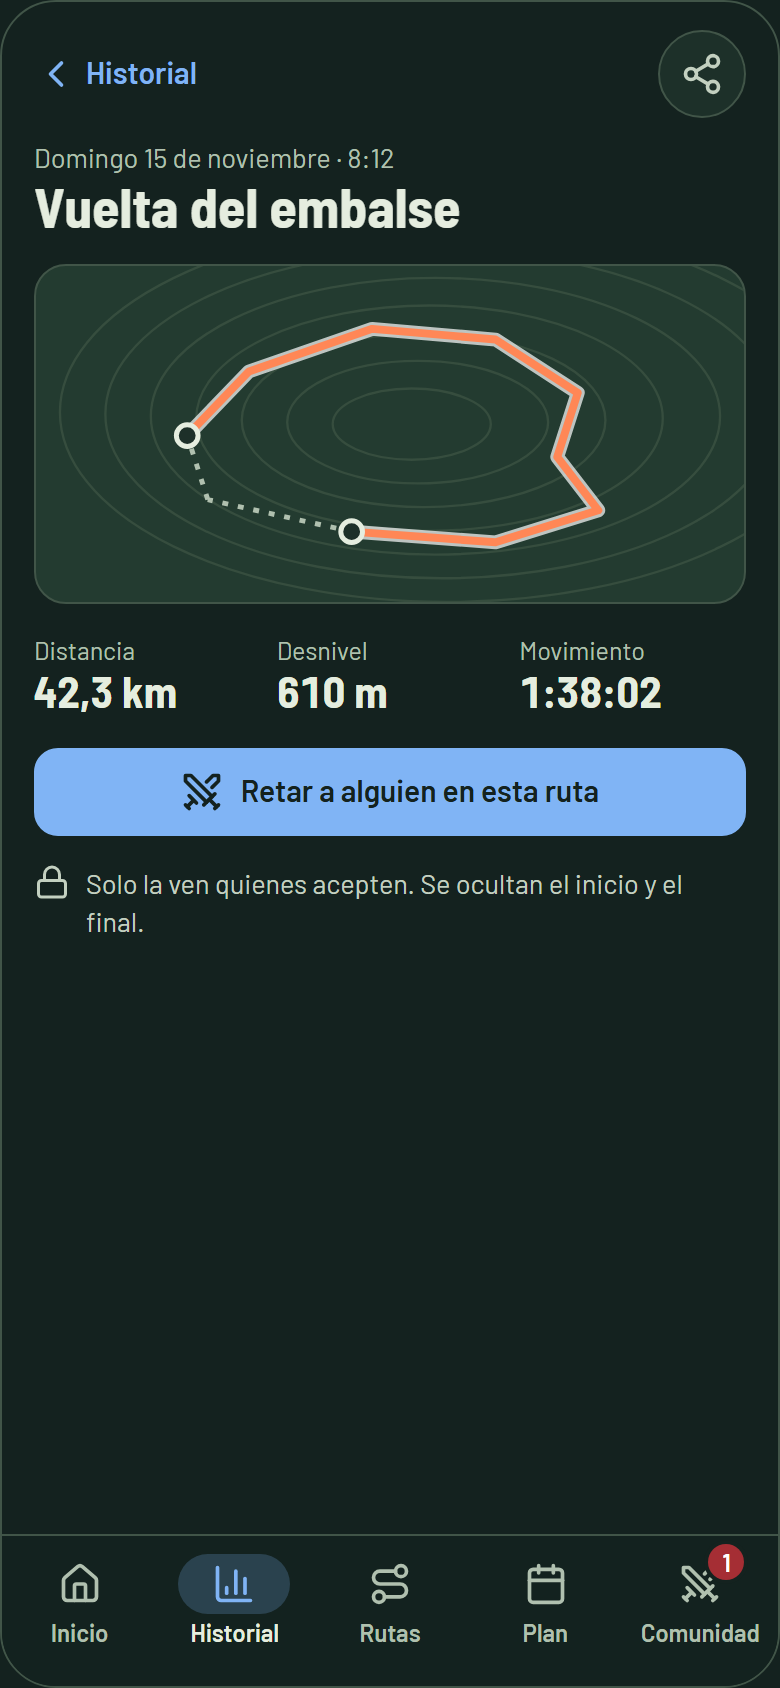 Historial
Domingo 15 de noviembre · 8:12
Vuelta del embalse
Distancia
42,3 km
Desnivel
610 m
Movimiento
1:38:02
Retar a alguien en esta ruta
Solo la ven quienes acepten. Se ocultan el inicio y el
final.
1
Inicio
Historial
Rutas
Plan
Comunidad